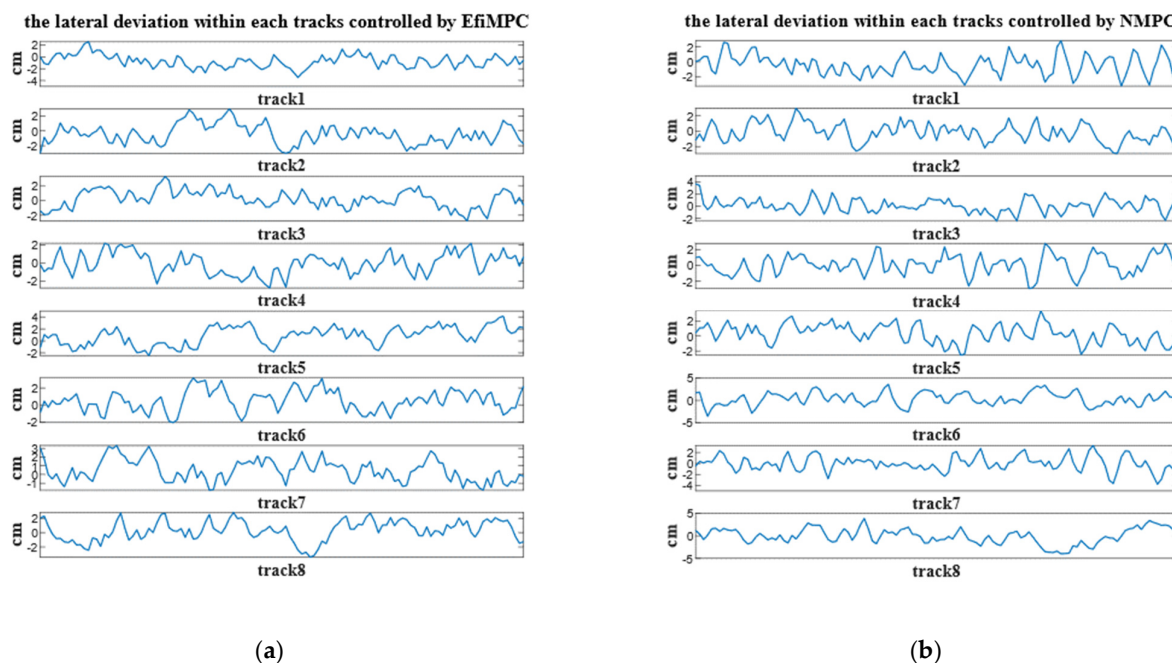 the lateral deviation within each tracks controlled by EfiMPC
cm
2
0
-2
-4
track1
cm
2
0
-2
track2
cm
2
0
-2
track3
cm
2
0
-2
track4
cm
4
2
0
-2
track5
cm
2
0
-2
track6
cm
3
2
1
0
-1
track7
cm
2
0
-2
track8
(a)
the lateral deviation within each tracks controlled by NMPC
cm
2
0
-2
track1
cm
2
0
-2
track2
cm
4
2
0
-2
track3
cm
2
0
-2
track4
cm
2
0
-2
track5
cm
5
0
-5
track6
cm
2
0
-2
-4
track7
cm
5
0
-5
track8
(b)